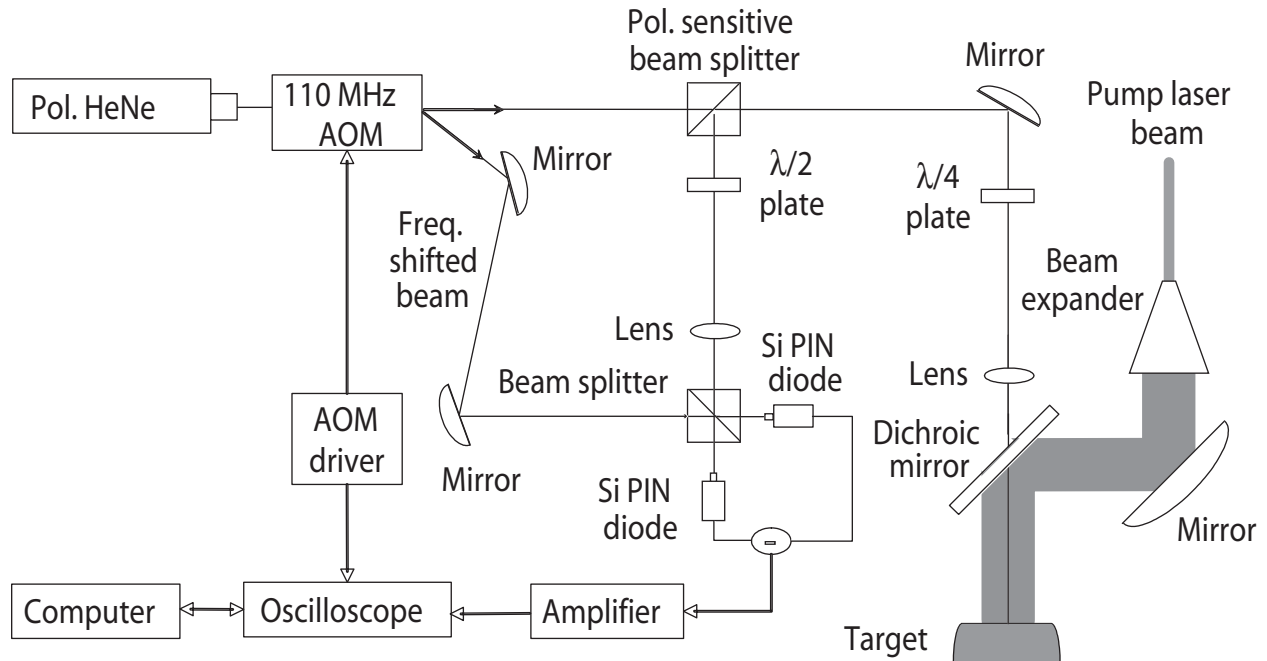 Pol. sensitive
beam splitter
Mirror
Pol. HeNe
110 MHz
AOM
Pump laser
beam
Mirror
λ/2
plate
λ/4
plate
Freq.
shifted
beam
Beam
expander
Lens
Si PIN
diode
Beam splitter
Lens
AOM
driver
Dichroic
mirror
Mirror
Si PIN
diode
Mirror
Computer
Oscilloscope
Amplifier
Target